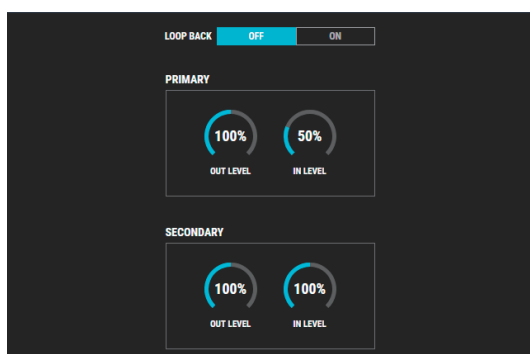 LOOP BACK OFF ON
PRIMARY
100% 50%
OUT LEVEL IN LEVEL
SECONDARY
100% 100%
OUT LEVEL IN LEVEL